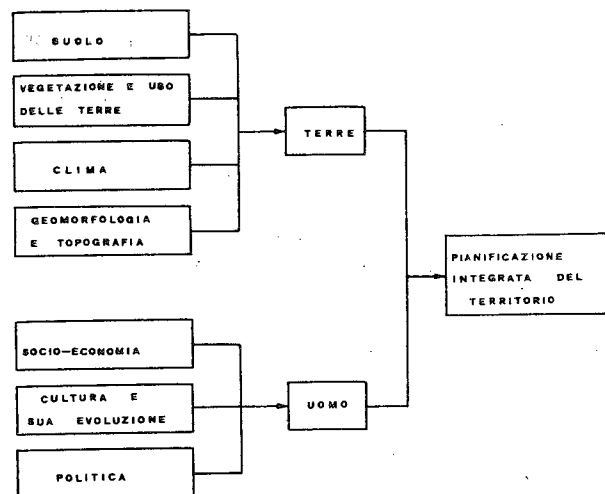 SUOLO
VEGETAZIONE E USO
DELLE TERRE
CLIMA
GEOMORFOLOGIA
E TOPOGRAFIA
TERRE
PIANIFICAZIONE
INTEGRATA DEL
TERRITORIO
SOCIO-ECONOMIA
CULTURA E
SUA EVOLUZIONE
POLITICA
UOMO